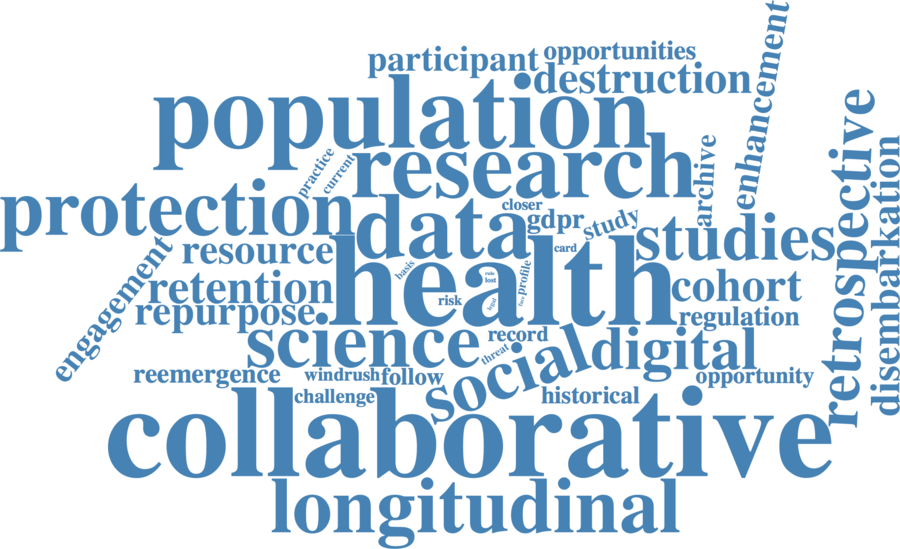 enhancement
participant
opportunities
destruction
population
retrospective
disembarkation
archive
practice
current
research
protection
data
closer
gdpr
study
studies
card
resource
engagement
health
basis
profile
rule
lost
risk
legal
face
retention
cohort
repurpose.
regulation
science
record
threat
social
digital
reemergence
windrush
follow
opportunity
challenge
historical
collaborative
longitudinal